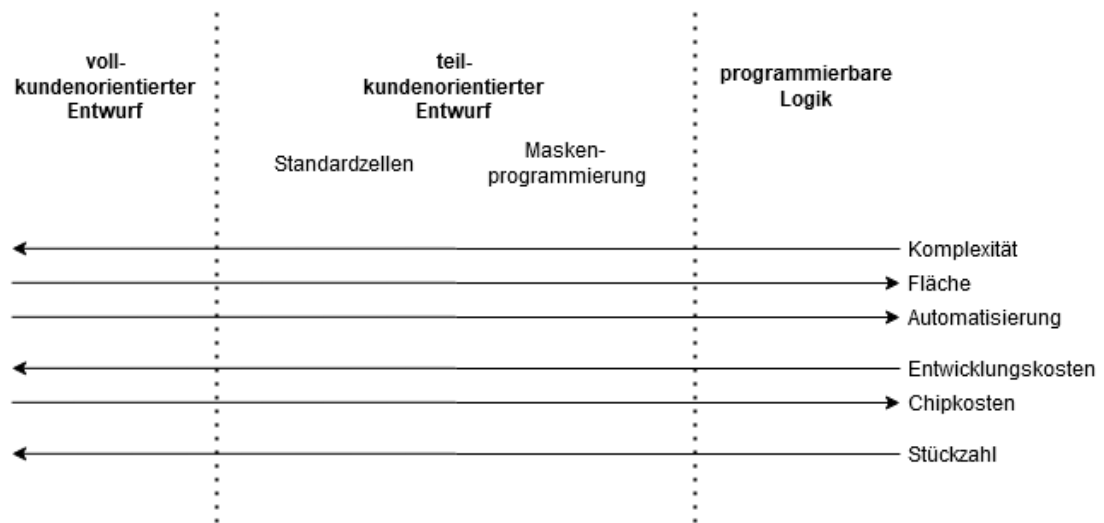 voll-
kundenorientierter
Entwurf
teil-
kundenorientierter
Entwurf
programmierbare
Logik
Standardzellen
Masken-
programmierung
Komplexität
Fläche
Automatisierung
Entwicklungskosten
Chipkosten
Stückzahl